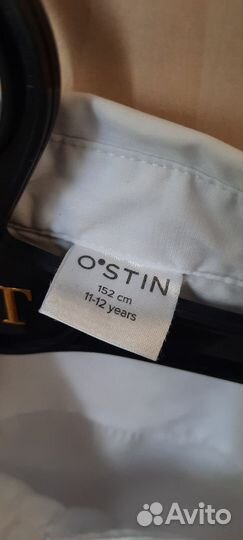 O'STIN
152 cm
11-12 years
T
Avito